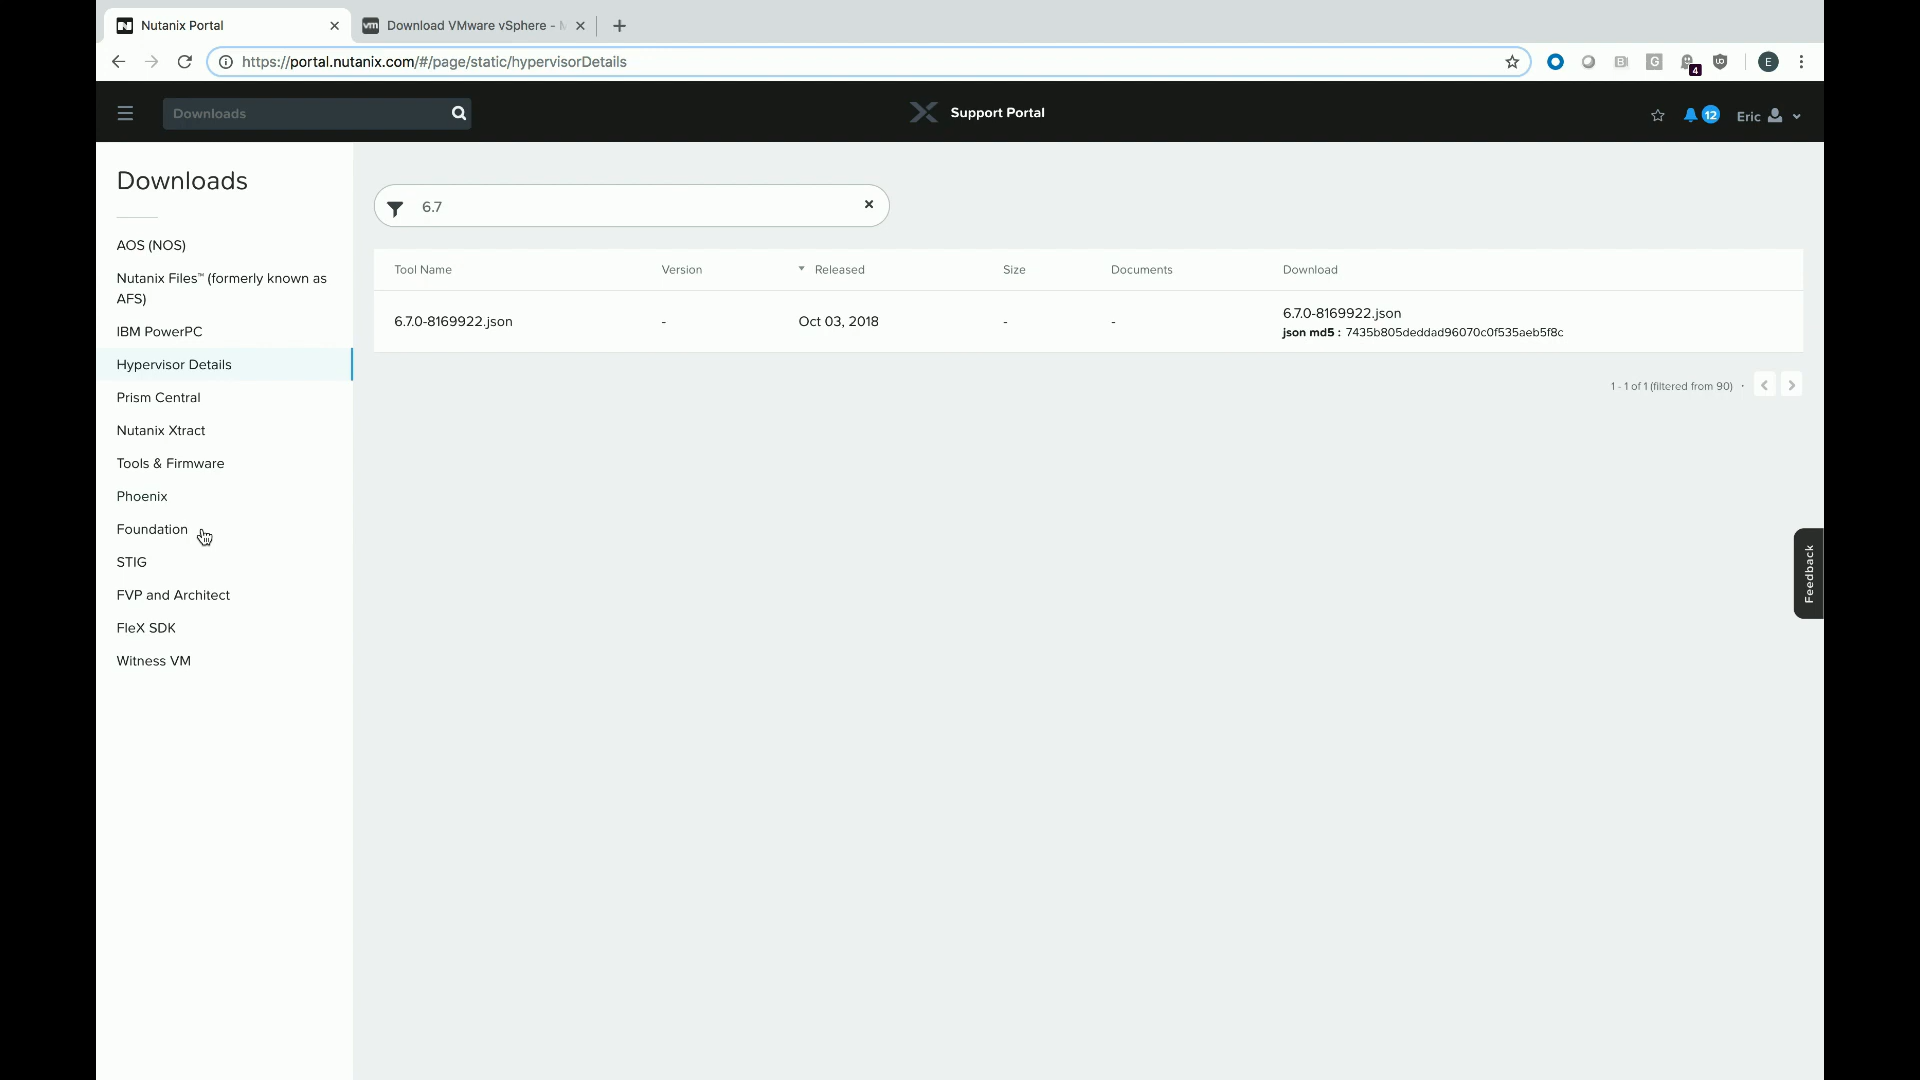 Nutanix Portal
vm
Download VMware vSphere -
https://portal.nutanix.com/#/page/static/hypervisorDetails
B
G
4
E
Downloads
Support Portal
12
Eric
Downloads
AOS (NOS)
Nutanix Files™ (formerly known as
AFS)
IBM PowerPC
Hypervisor Details
Prism Central
Nutanix Xtract
Tools & Firmware
Phoenix
Foundation
STIG
FVP and Architect
FleX SDK
Witness VM
6.7
Tool Name
Version
Released
Size
Documents
Download
6.7.0-8169922.json
-
Oct 03, 2018
-
-
6.7.0-8169922.json
json md5 : 7435b805deddad96070c0f535aeb5f8c
1 - 1 of 1 (filtered from 90)
Feedback